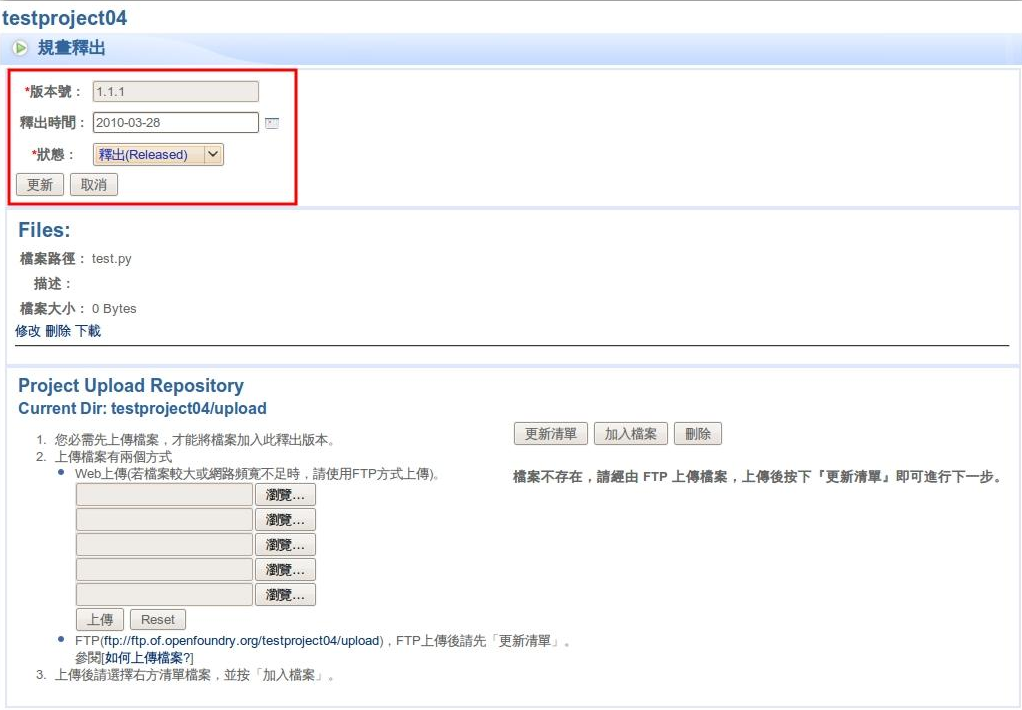 testproject04
規畫釋出
*版本號： 1.1.1
釋出時間： 2010-03-28
*狀態： 釋出(Released)
更新 取消
Files:
檔案路徑： test.py
描述：
檔案大小： 0 Bytes
修改 刪除 下載
Project Upload Repository
Current Dir: testproject04/upload
1. 您必需先上傳檔案，才能將檔案加入此釋出版本。
2. 上傳檔案有兩個方式
Web上傳(若檔案較大或網路頻寬不足時，請使用FTP方式上傳)。
瀏覽...
瀏覽...
瀏覽...
瀏覽...
瀏覽...
上傳 Reset
FTP(ftp://ftp.of.openfoundry.org/testproject04/upload)，FTP上傳後請先「更新清單」。
參閱[如何上傳檔案?]
3. 上傳後請選擇右方清單檔案，並按「加入檔案」。
更新清單 加入檔案 刪除
檔案不存在，請經由 FTP 上傳檔案，上傳後按下『更新清單』即可進行下一步。